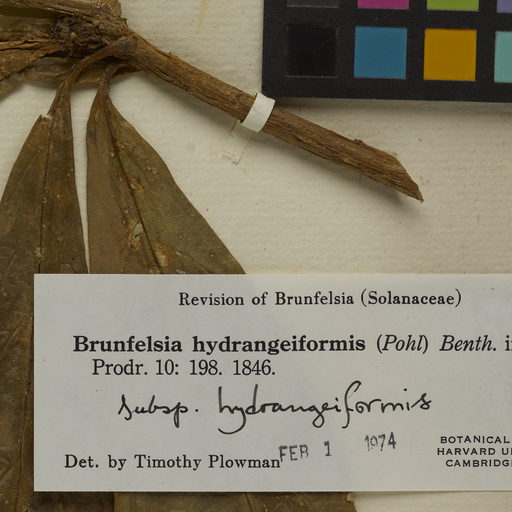 Revision of Brunfelsia (Solanaceae)
Brunfelsia hydrangeiformis (Pohl) Benth.
Prodr. 10: 198. 1846.
subsp. hydrangeiformis
Det. by Timothy Plowman FEB 1 1974
BOTANICAL
HARVARD
CAMBRIDGE